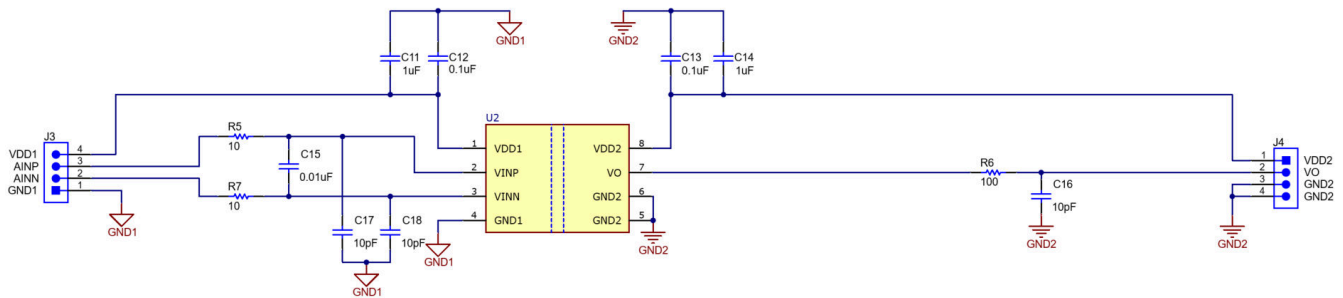 GND1
GND2
C11
1uF
C12
0.1uF
C13
0.1uF
C14
1uF
J3
VDD1 4
AINP 3
AINN 2
GND1 1
GND1
R5
10
R7
10
C15
0.01uF
C17
10pF
C18
10pF
GND1
U2
1 VDD1 VDD2 8
2 VINP VO 7
3 VINN GND2 6
4 GND1 GND2 5
GND1
GND2
R6
100
C16
10pF
GND2
J4
1 VDD2
2 VO
3 GND2
4 GND2
GND2